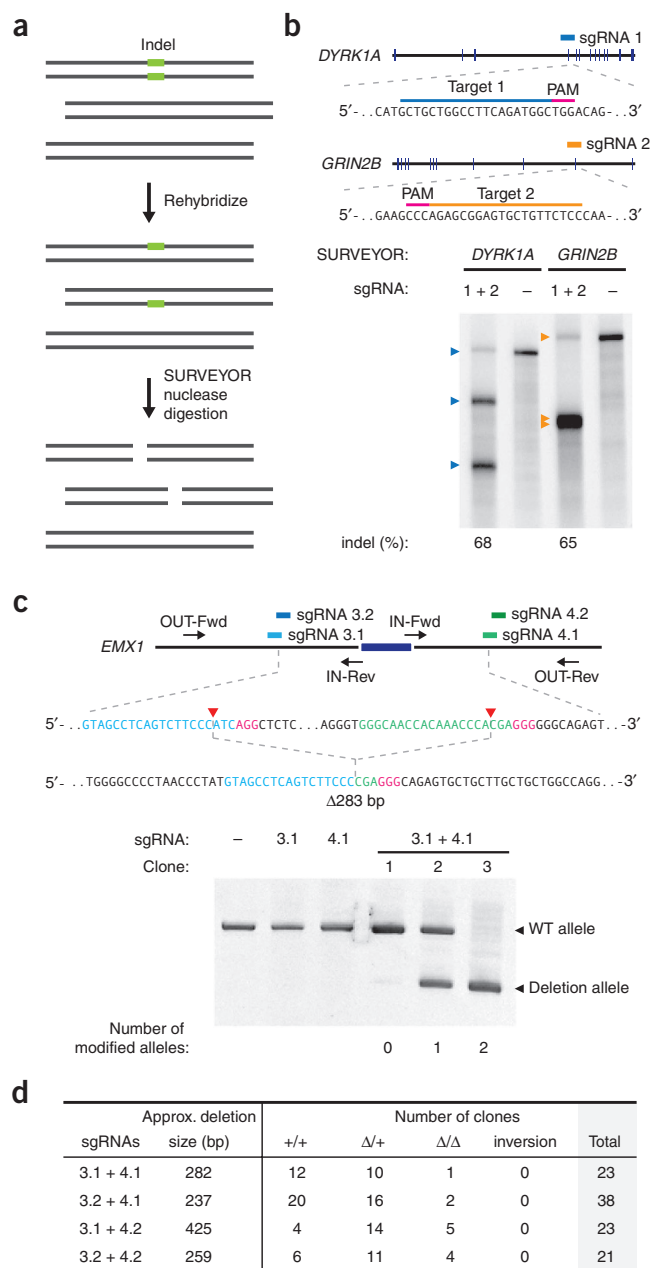 a
Indel
Rehybridize
SURVEYOR
nuclease
digestion
b
sgRNA 1
DYRK1A
Target 1 PAM
5′-..CATGCTGCTGGCCTTCAGATGGCTGGACAG-..3′
sgRNA 2
GRIN2B
PAM Target 2
5′-..GAAGCCCAGAGCGGAGTGCTGTTCTCCCAA-..3′
SURVEYOR: DYRK1A GRIN2B
sgRNA: 1 + 2 – 1 + 2 –
indel (%): 68 65
c
OUT-Fwd sgRNA 3.2 IN-Fwd sgRNA 4.2
EMX1 sgRNA 3.1 sgRNA 4.1
IN-Rev OUT-Rev
5′- ..GTAGCCTCAGTCTTCCCATCAGGCTCTC...AGGGTGGGCAACCACAAACCCACGAGGGGGGCAGAGT..-3′
5′- ..TGGGGCCCCTAACCCTATGTAGCCTCAGTCTTCCCCGAGGGCAGAGTGCTGCTTGCTGCTGGCCAGG..-3′
Δ283 bp
sgRNA: – 3.1 4.1 3.1 + 4.1
Clone: 1 2 3
WT allele
Deletion allele
Number of
modified alleles: 0 1 2
d
Approx. deletion Number of clones
sgRNAs size (bp) +/+ Δ/+ Δ/Δ inversion Total
3.1 + 4.1 282 12 10 1 0 23
3.2 + 4.1 237 20 16 2 0 38
3.1 + 4.2 425 4 14 5 0 23
3.2 + 4.2 259 6 11 4 0 21